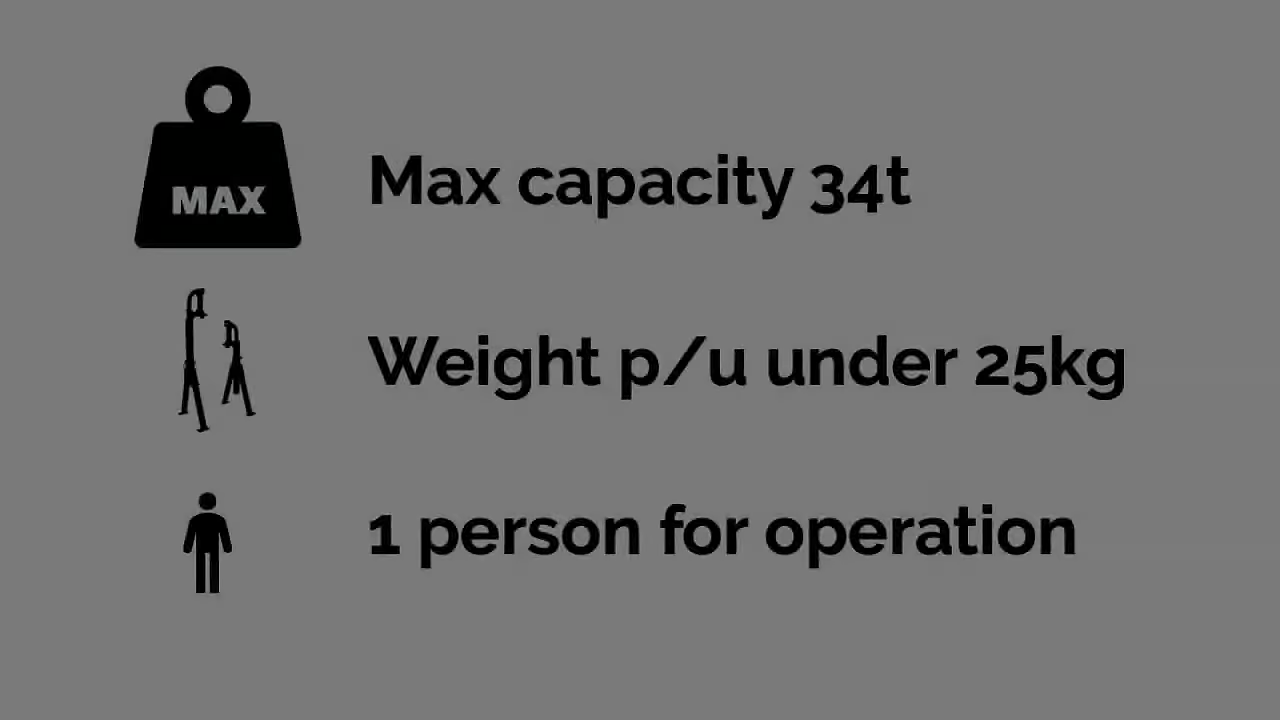 MAX
Max capacity 34t
Weight p/u under 25kg
1 person for operation